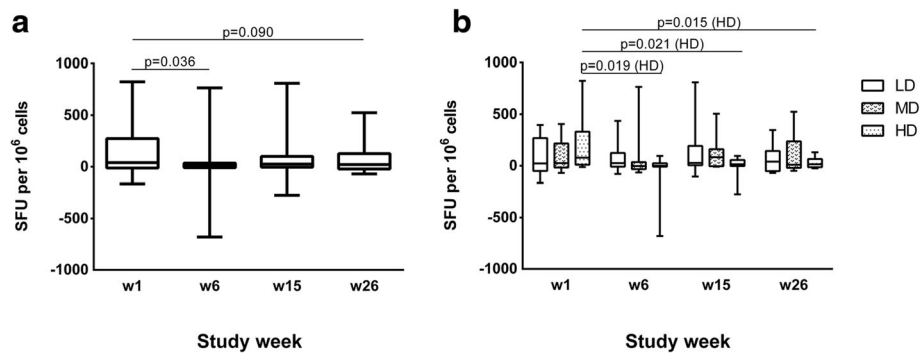 a
p=0.090
p=0.036
SFU per 10⁶ cells
1000
500
0
-500
-1000
w1 w6 w15 w26
Study week
b
p=0.015 (HD)
p=0.021 (HD)
p=0.019 (HD)
SFU per 10⁶ cells
1000
500
0
-500
-1000
w1 w6 w15 w26
Study week
LD
MD
HD